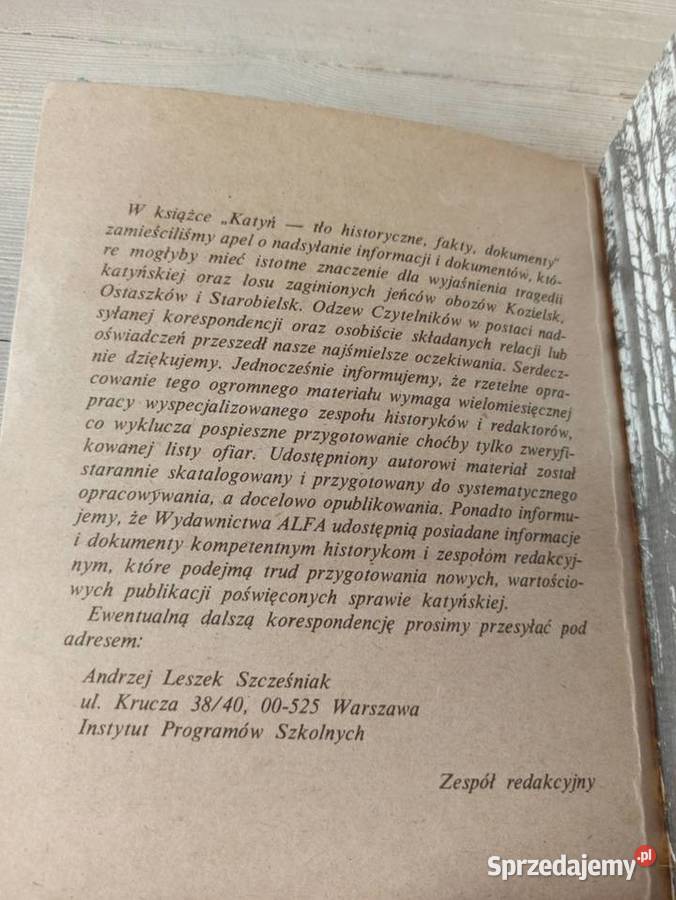 W książce „Katyń — tło historyczne, fakty, dokumenty"
zamieściliśmy apel o nadsyłanie informacji i dokumentów, któ-
re mogłyby mieć istotne znaczenie dla wyjaśnienia tragedii
katyńskiej oraz losu zaginionych jeńców obozów Kozielsk,
Ostaszków i Starobielsk. Odzew Czytelników w postaci nad-
syłanej korespondencji oraz osobiście składanych relacji lub
oświadczeń przeszedł nasze najśmielsze oczekiwania. Serdecz-
nie dziękujemy. Jednocześnie informujemy, że rzetelne opra-
cowanie tego ogromnego materiału wymaga wielomiesięcznej
pracy wyspecjalizowanego zespołu historyków i redaktorów,
co wyklucza pospieszne przygotowanie choćby tylko zweryfi-
kowanej listy ofiar. Udostępniony autorowi materiał został
starannie skatalogowany i przygotowany do systematycznego
opracowywania, a docelowo opublikowania. Ponadto informu-
jemy, że Wydawnictwa ALFA udostępnią posiadane informacje
i dokumenty kompetentnym historykom i zespołom redakcyj-
nym, które podejmą trud przygotowania nowych, wartościo-
wych publikacji poświęconych sprawie katyńskiej.
Ewentualną dalszą korespondencję prosimy przesyłać pod
adresem:
Andrzej Leszek Szcześniak
ul. Krucza 38/40, 00-525 Warszawa
Instytut Programów Szkolnych
Zespół redakcyjny
Sprzedajemy.pl